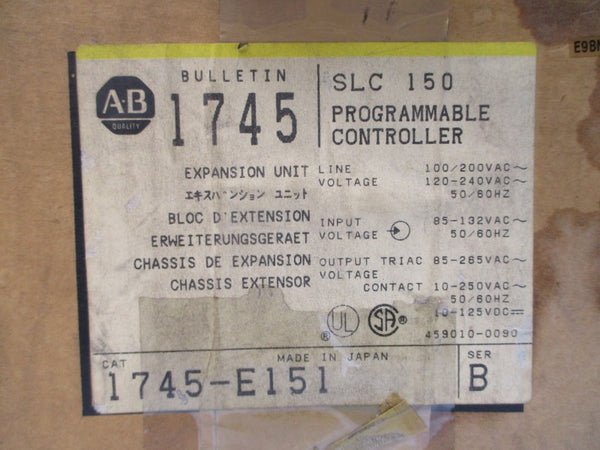 E9BN
A·B
QUALITY
BULLETIN
1745
SLC 150
PROGRAMMABLE
CONTROLLER
EXPANSION UNIT
エキスパンション ユニット
BLOC D'EXTENSION
ERWEITERUNGSGERAET
CHASSIS DE EXPANSION
CHASSIS EXTENSOR
LINE 100/200VAC~
VOLTAGE 120-240VAC~
50/60HZ
INPUT 85-132VAC~
VOLTAGE 50/60HZ
OUTPUT TRIAC 85-265VAC~
VOLTAGE
CONTACT 10-250VAC~
50/60HZ
10-125VDC
UL ®
SA ®
459010-0090
CAT
MADE IN JAPAN
1745-E151
SER
B